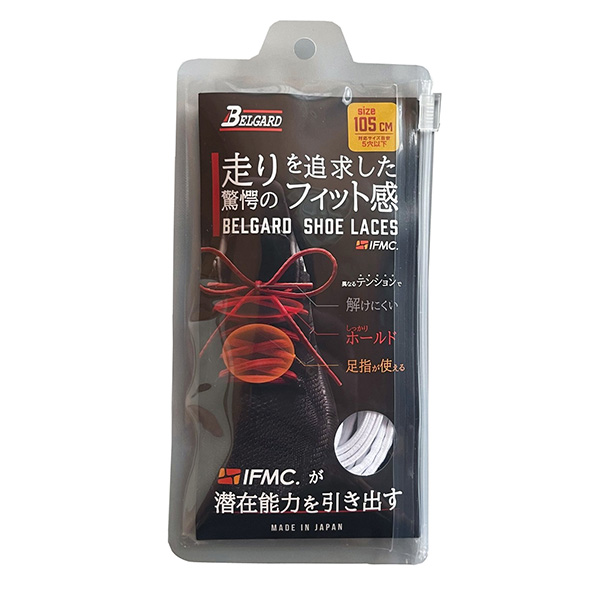 BELGARD
size
105 CM
対応サイズ目安
5穴以下
走りを追求した
驚愕のフィット感
BELGARD SHOE LACES
IFMC.
異なるテンションで
解けにくい
しっかり
ホールド
足指が使える
IFMC.が
潜在能力を引き出す
MADE IN JAPAN